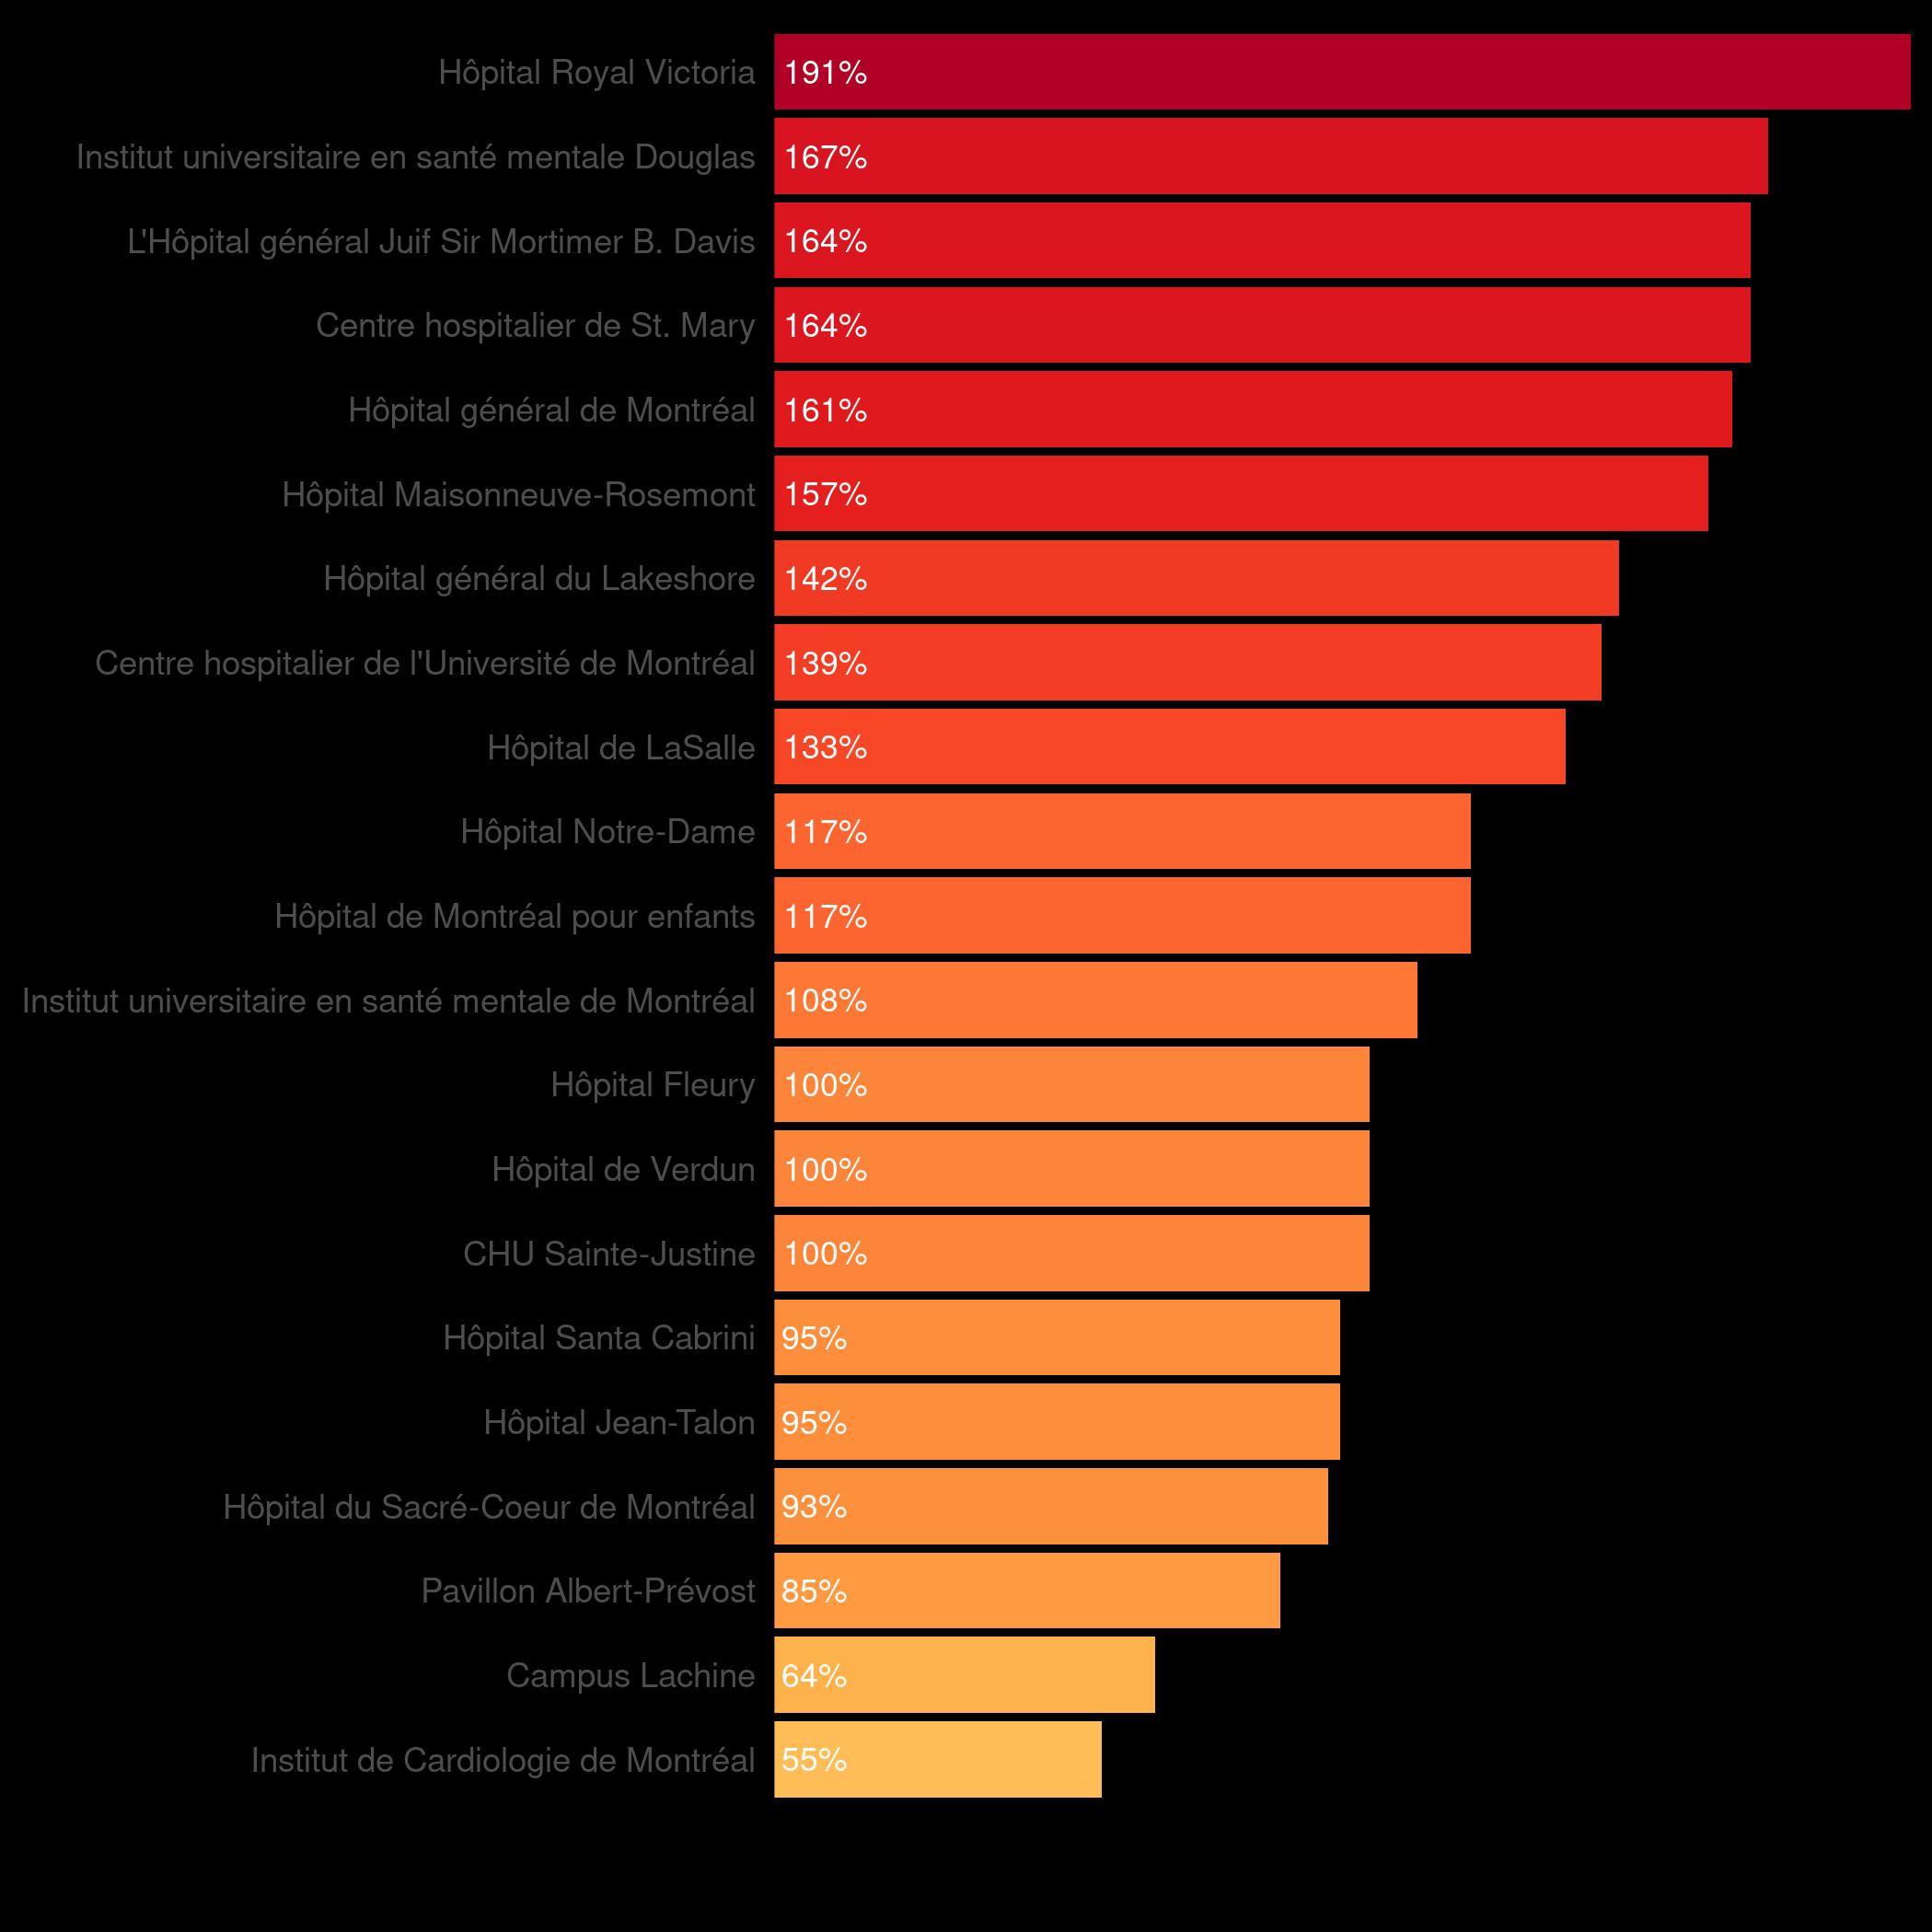 Hôpital Royal Victoria 191%
Institut universitaire en santé mentale Douglas 167%
L'Hôpital général Juif Sir Mortimer B. Davis 164%
Centre hospitalier de St. Mary 164%
Hôpital général de Montréal 161%
Hôpital Maisonneuve-Rosemont 157%
Hôpital général du Lakeshore 142%
Centre hospitalier de l'Université de Montréal 139%
Hôpital de LaSalle 133%
Hôpital Notre-Dame 117%
Hôpital de Montréal pour enfants 117%
Institut universitaire en santé mentale de Montréal 108%
Hôpital Fleury 100%
Hôpital de Verdun 100%
CHU Sainte-Justine 100%
Hôpital Santa Cabrini 95%
Hôpital Jean-Talon 95%
Hôpital du Sacré-Coeur de Montréal 93%
Pavillon Albert-Prévost 85%
Campus Lachine 64%
Institut de Cardiologie de Montréal 55%